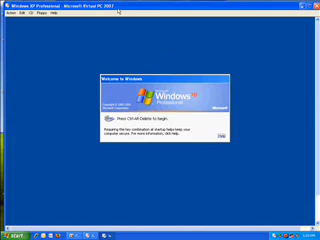 Windows XP Professional - Microsoft Virtual PC 2007
Action Edit CD Floppy Help
Welcome to Windows
Microsoft
Windows xp
Professional
Microsoft
Press Ctrl-Alt-Delete to begin.
Requiring this key combination at startup helps keep your
computer secure. For more information, click Help.
Help
start